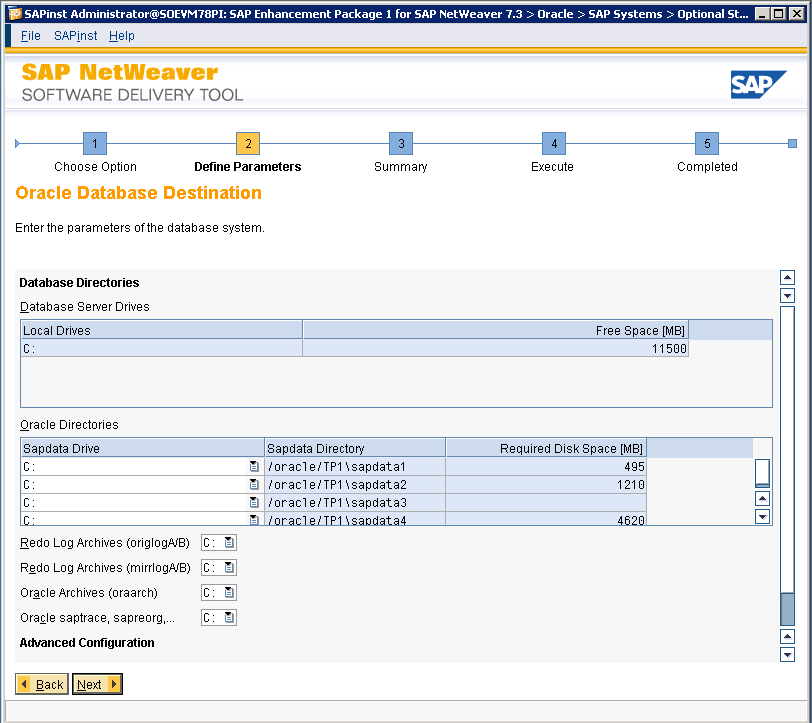 SAPinst Administrator@SOEVM78PI: SAP Enhancement Package 1 for SAP NetWeaver 7.3 > Oracle > SAP Systems > Optional St...
File SAPinst Help
SAP NetWeaver
SOFTWARE DELIVERY TOOL
SAP
1 2 3 4 5
Choose Option Define Parameters Summary Execute Completed
Oracle Database Destination
Enter the parameters of the database system.
Database Directories
Database Server Drives
Local Drives Free Space [MB]
C: 11500
Oracle Directories
Sapdata Drive Sapdata Directory Required Disk Space [MB]
C: /oracle/TP1\sapdata1 495
C: /oracle/TP1\sapdata2 1210
C: /oracle/TP1\sapdata3
C: /oracle/TP1\sapdata4 4620
Redo Log Archives (origlogA/B) C:
Redo Log Archives (mirrlogA/B) C:
Oracle Archives (oraarch) C:
Oracle saptrace, sapreorg,... C:
Advanced Configuration
Back Next